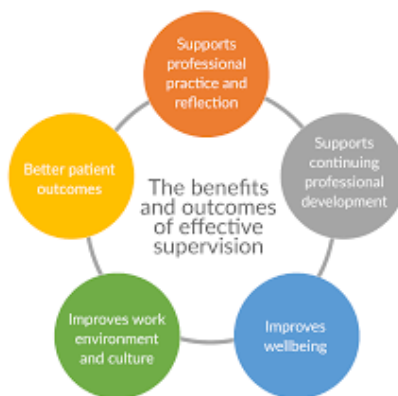 Supports
professional
practice and
reflection
Supports
continuing
professional
development
Better patient
outcomes
The benefits
and outcomes
of effective
supervision
Improves work
environment
and culture
Improves
wellbeing